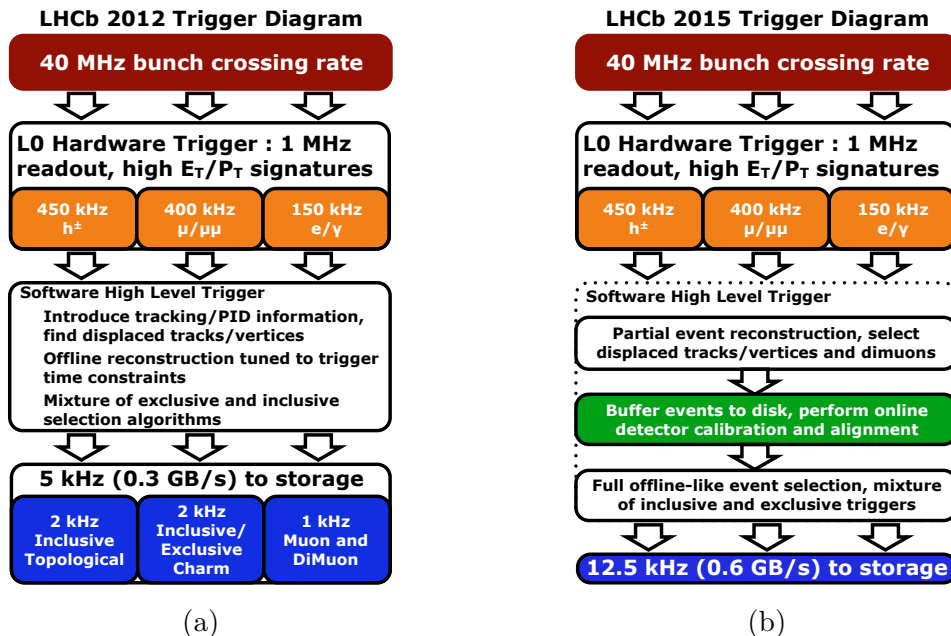 LHCb 2012 Trigger Diagram
40 MHz bunch crossing rate
L0 Hardware Trigger : 1 MHz
readout, high E_T/P_T signatures
450 kHz
h±
400 kHz
μ/μμ
150 kHz
e/γ
Software High Level Trigger
Introduce tracking/PID information,
find displaced tracks/vertices
Offline reconstruction tuned to trigger
time constraints
Mixture of exclusive and inclusive
selection algorithms
5 kHz (0.3 GB/s) to storage
2 kHz
Inclusive
Topological
2 kHz
Inclusive/
Exclusive
Charm
1 kHz
Muon and
DiMuon
(a)
LHCb 2015 Trigger Diagram
40 MHz bunch crossing rate
L0 Hardware Trigger : 1 MHz
readout, high E_T/P_T signatures
450 kHz
h±
400 kHz
μ/μμ
150 kHz
e/γ
Software High Level Trigger
Partial event reconstruction, select
displaced tracks/vertices and dimuons
Buffer events to disk, perform online
detector calibration and alignment
Full offline-like event selection, mixture
of inclusive and exclusive triggers
12.5 kHz (0.6 GB/s) to storage
(b)